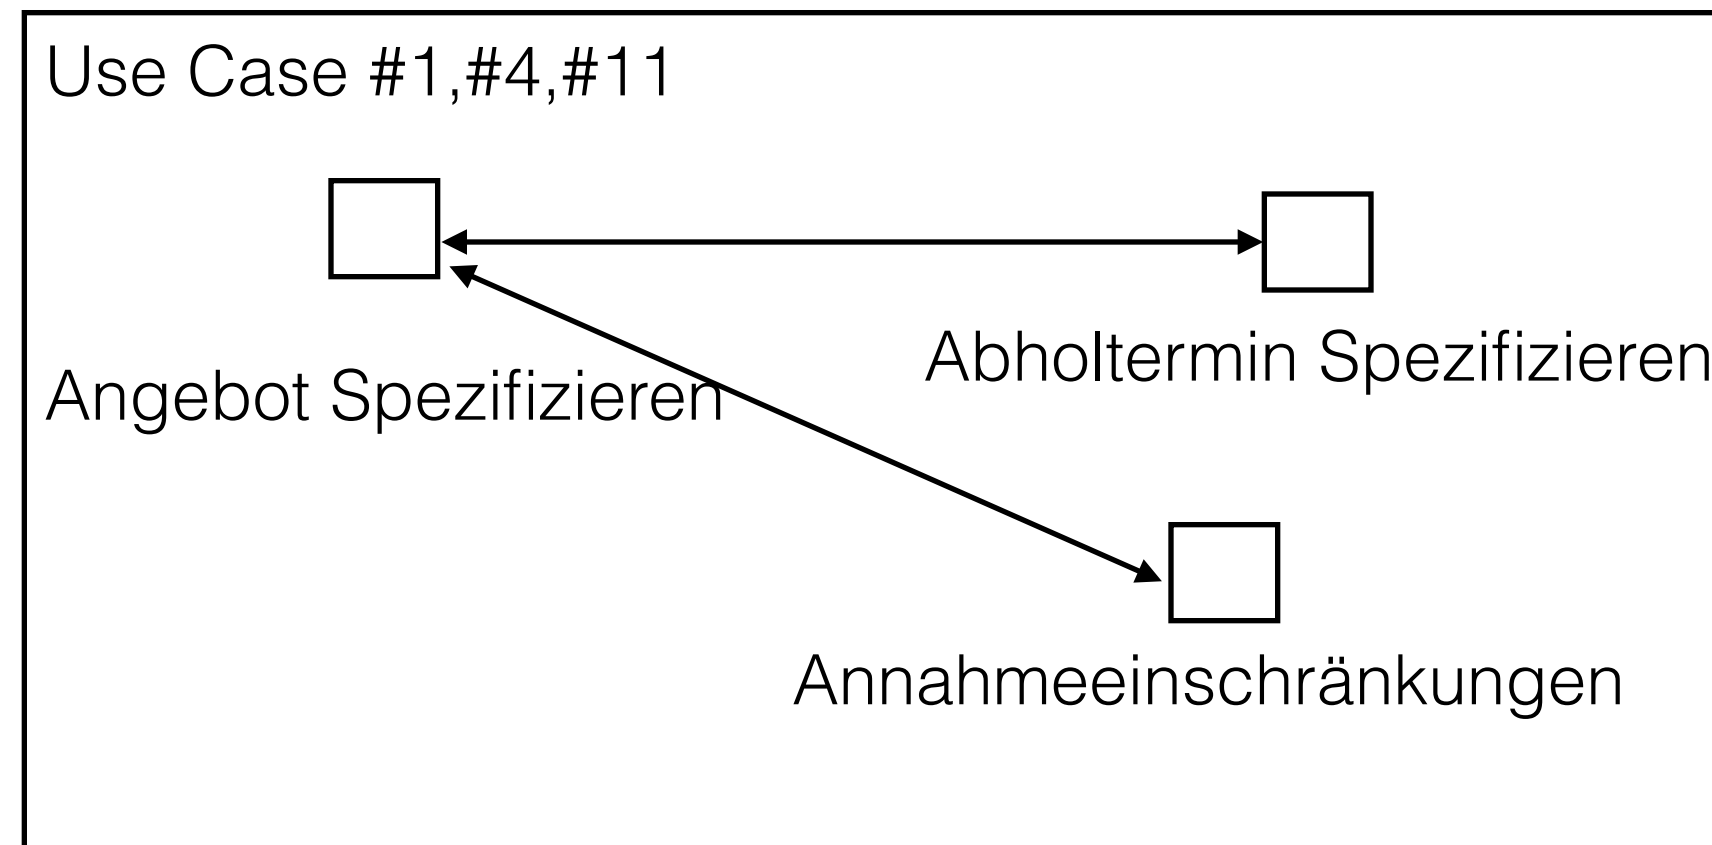 Use Case #1,#4,#11
Abholtermin Spezifizieren
Angebot Spezifizieren
Annahmeeinschränkungen